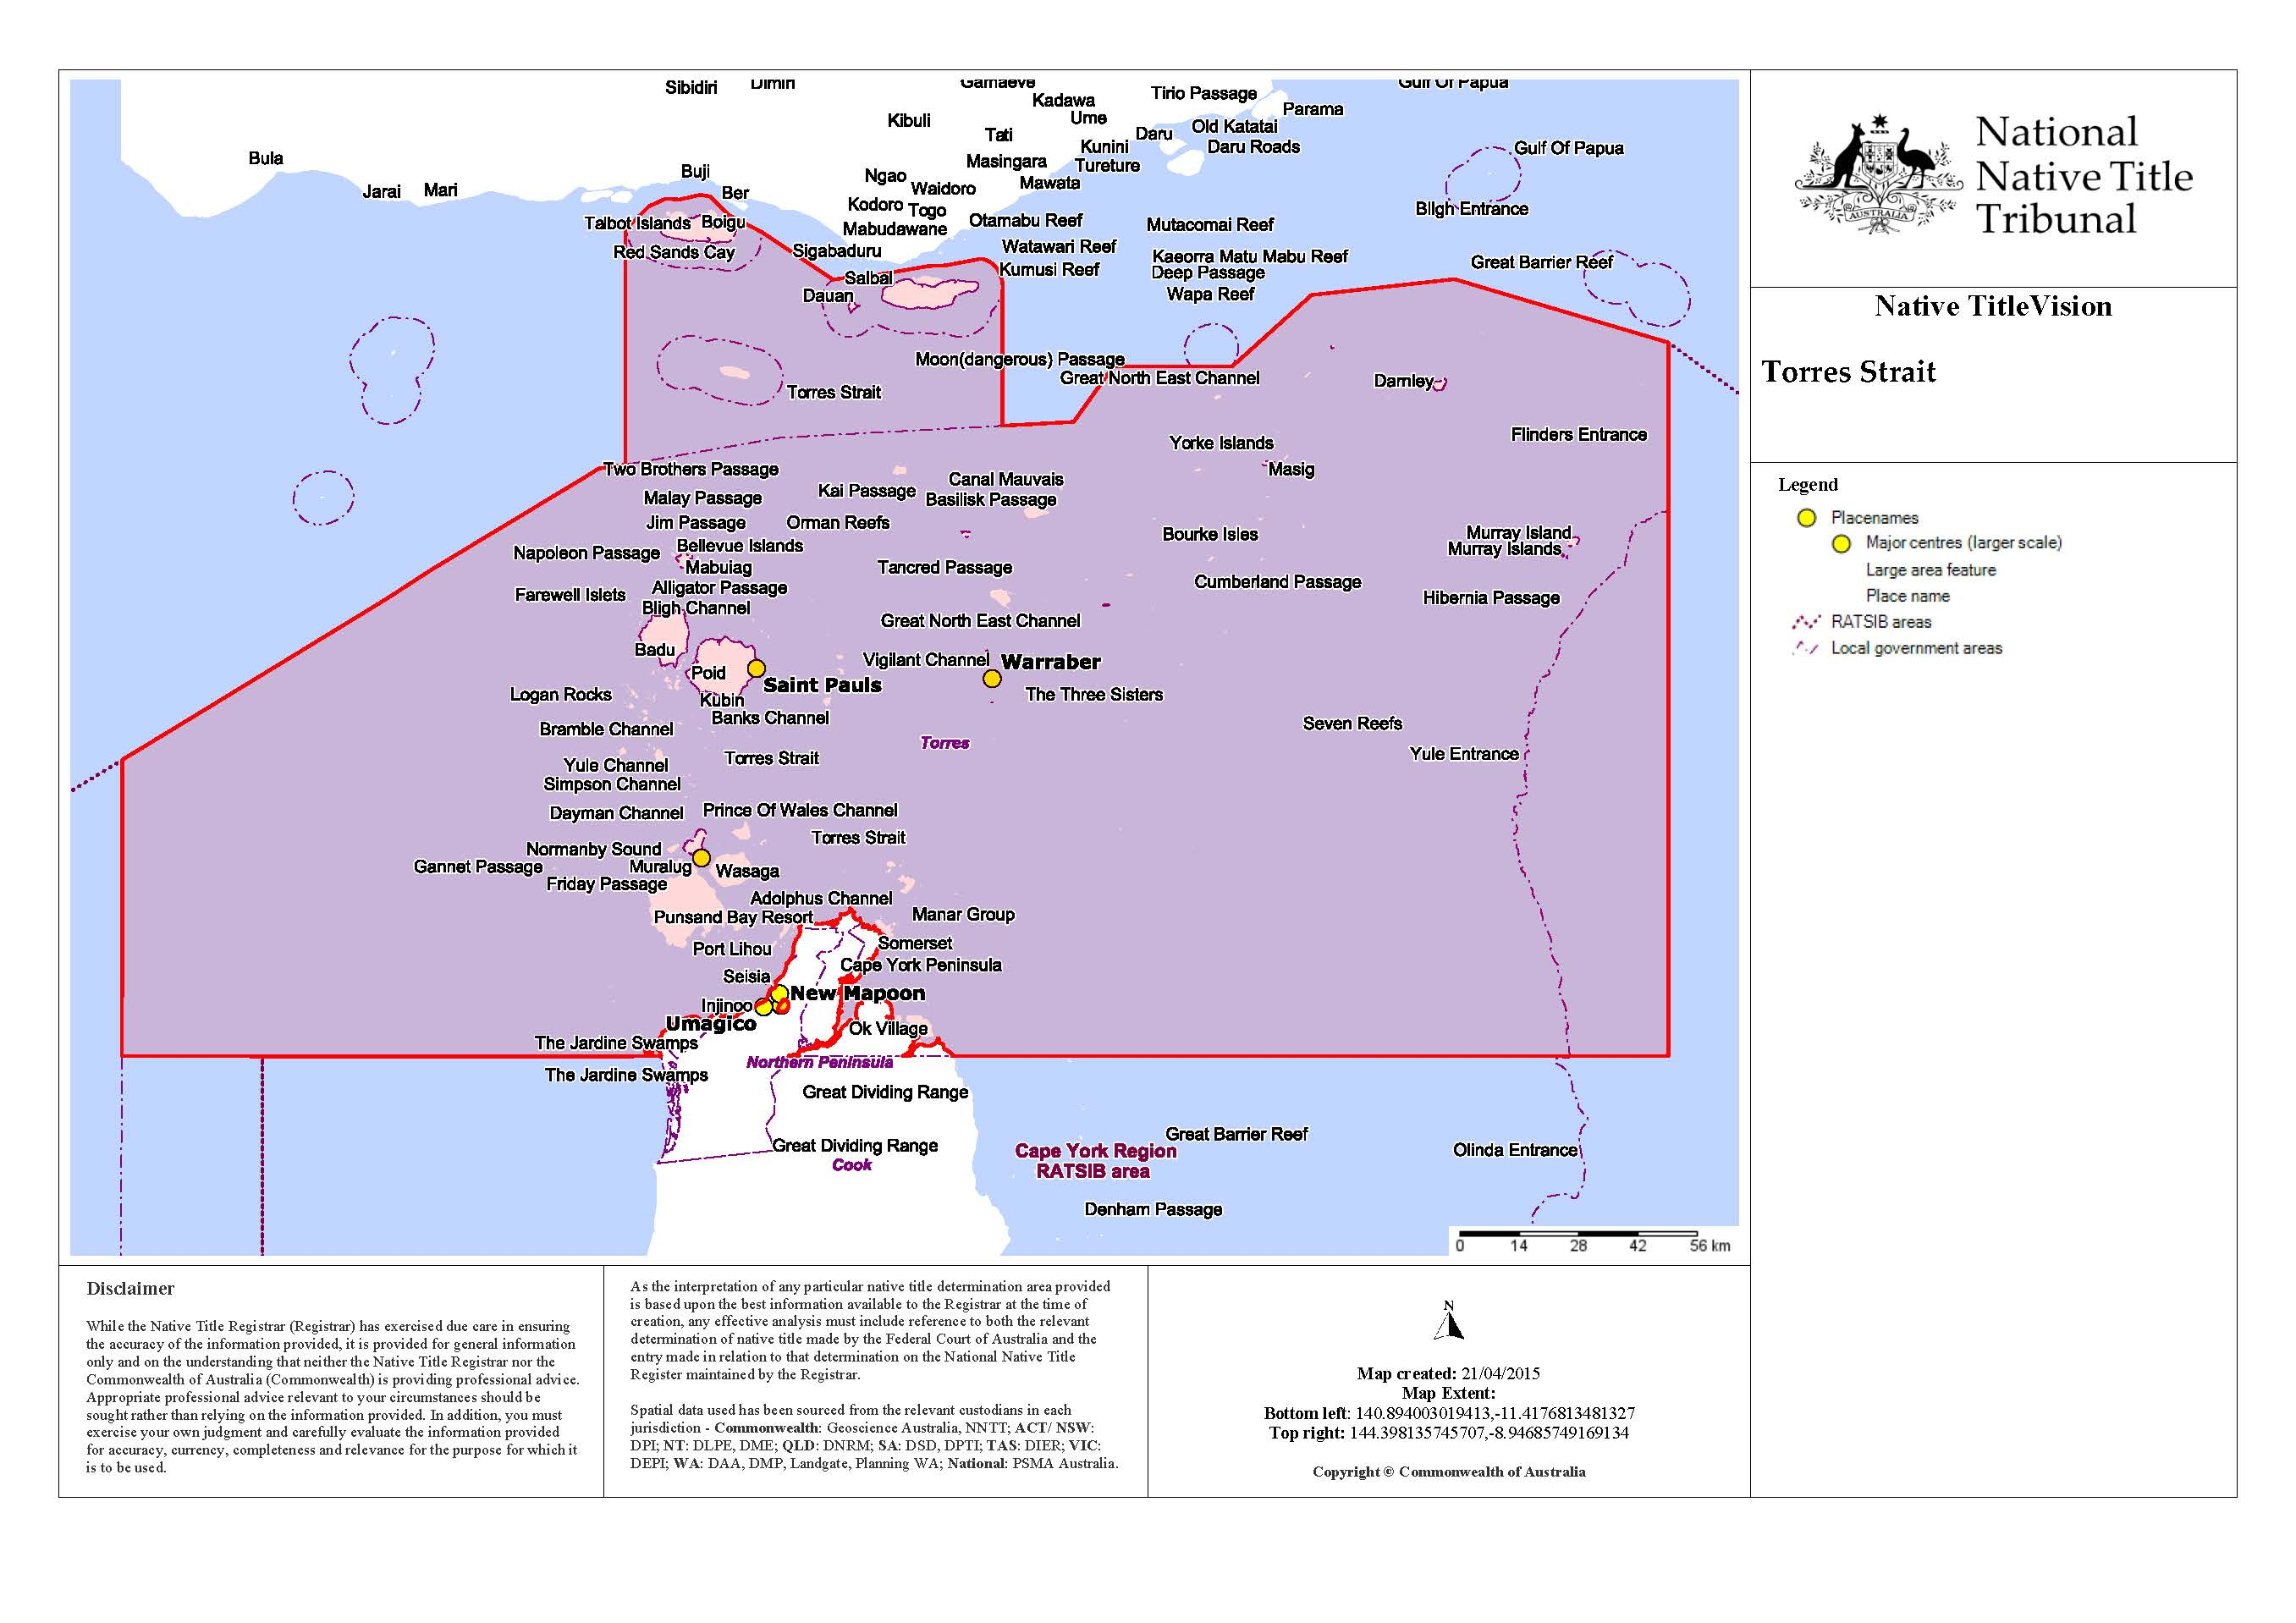 Sibidiri
Dimiri
Gamaeve
Kadawa
Ume
Tirio Passage
Parama
Gulf Of Papua
Kibuli
Tati
Daru
Old Katatai
Daru Roads
Kunini
Tureture
Masingara
Mawata
Gulf Of Papua
Bula
Jarai
Mari
Buji
Ber
Ngao
Waidoro
Kodoro
Togo
Mabudawane
Otamabu Reef
Mutacomai Reef
Bligh Entrance
Talbot Islands
Boigu
Red Sands Cay
Sigabaduru
Watawari Reef
Kumusi Reef
Kaeorra Matu Mabu Reef
Deep Passage
Wapa Reef
Great Barrier Reef
Saibai
Dauan
Moon(dangerous) Passage
Great North East Channel
Torres Strait
Darnley
Flinders Entrance
Yorke Islands
Masig
Two Brothers Passage
Malay Passage
Kai Passage
Canal Mauvais
Basilisk Passage
Jim Passage
Orman Reefs
Bourke Isles
Murray Island
Murray Islands
Napoleon Passage
Bellevue Islands
Mabuiag
Tancred Passage
Cumberland Passage
Alligator Passage
Farewell Islets
Bligh Channel
Hibernia Passage
Great North East Channel
Badu
Poid
Vigilant Channel
Warraber
Saint Pauls
Logan Rocks
Kubin
The Three Sisters
Banks Channel
Bramble Channel
Seven Reefs
Torres
Yule Entrance
Torres Strait
Yule Channel
Simpson Channel
Dayman Channel
Prince Of Wales Channel
Torres Strait
Normanby Sound
Gannet Passage
Muralug
Wasaga
Friday Passage
Adolphus Channel
Punsand Bay Resort
Manar Group
Port Lihou
Somerset
Cape York Peninsula
Seisia
New Mapoon
Injinoo
Umagico
Ok Village
The Jardine Swamps
Northern Peninsula
The Jardine Swamps
Great Dividing Range
Great Dividing Range
Cook
Great Barrier Reef
Cape York Region
RATSIB area
Olinda Entrance
Denham Passage
0 14 28 42 56 km
AUSTRALIA
National
Native Title
Tribunal
Native TitleVision
Torres Strait
Legend
Placenames
Major centres (larger scale)
Large area feature
Place name
RATSIB areas
Local government areas
Disclaimer
While the Native Title Registrar (Registrar) has exercised due care in ensuring
the accuracy of the information provided, it is provided for general information
only and on the understanding that neither the Native Title Registrar nor the
Commonwealth of Australia (Commonwealth) is providing professional advice.
Appropriate professional advice relevant to your circumstances should be
sought rather than relying on the information provided. In addition, you must
exercise your own judgment and carefully evaluate the information provided
for accuracy, currency, completeness and relevance for the purpose for which it
is to be used.
As the interpretation of any particular native title determination area provided
is based upon the best information available to the Registrar at the time of
creation, any effective analysis must include reference to both the relevant
determination of native title made by the Federal Court of Australia and the
entry made in relation to that determination on the National Native Title
Register maintained by the Registrar.
Spatial data used has been sourced from the relevant custodians in each
jurisdiction - Commonwealth: Geoscience Australia, NNTT; ACT/ NSW:
DPI; NT: DLPE, DME; QLD: DNRM; SA: DSD, DPTI; TAS: DIER; VIC:
DEPI; WA: DAA, DMP, Landgate, Planning WA; National: PSMA Australia.
N
Map created: 21/04/2015
Map Extent:
Bottom left: 140.894003019413,-11.4176813481327
Top right: 144.398135745707,-8.94685749169134
Copyright © Commonwealth of Australia